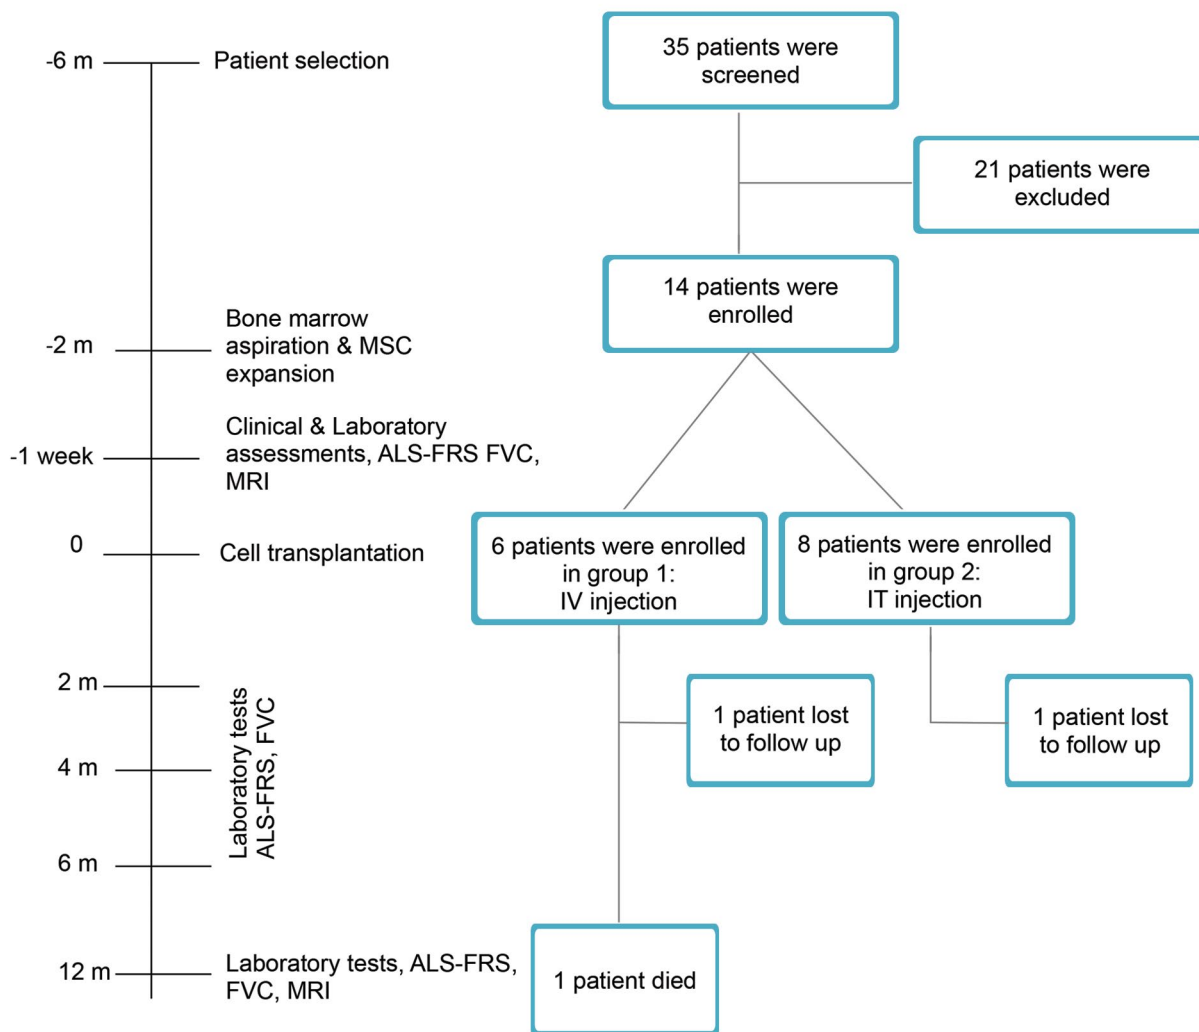 -6 m
Patient selection
-2 m
Bone marrow
aspiration & MSC
expansion
-1 week
Clinical & Laboratory
assessments, ALS-FRS FVC,
MRI
0
Cell transplantation
2 m
4 m
6 m
Laboratory tests
ALS-FRS, FVC
12 m
Laboratory tests, ALS-FRS,
FVC, MRI
35 patients were
screened
21 patients were
excluded
14 patients were
enrolled
6 patients were enrolled
in group 1:
IV injection
8 patients were enrolled
in group 2:
IT injection
1 patient lost
to follow up
1 patient lost
to follow up
1 patient died